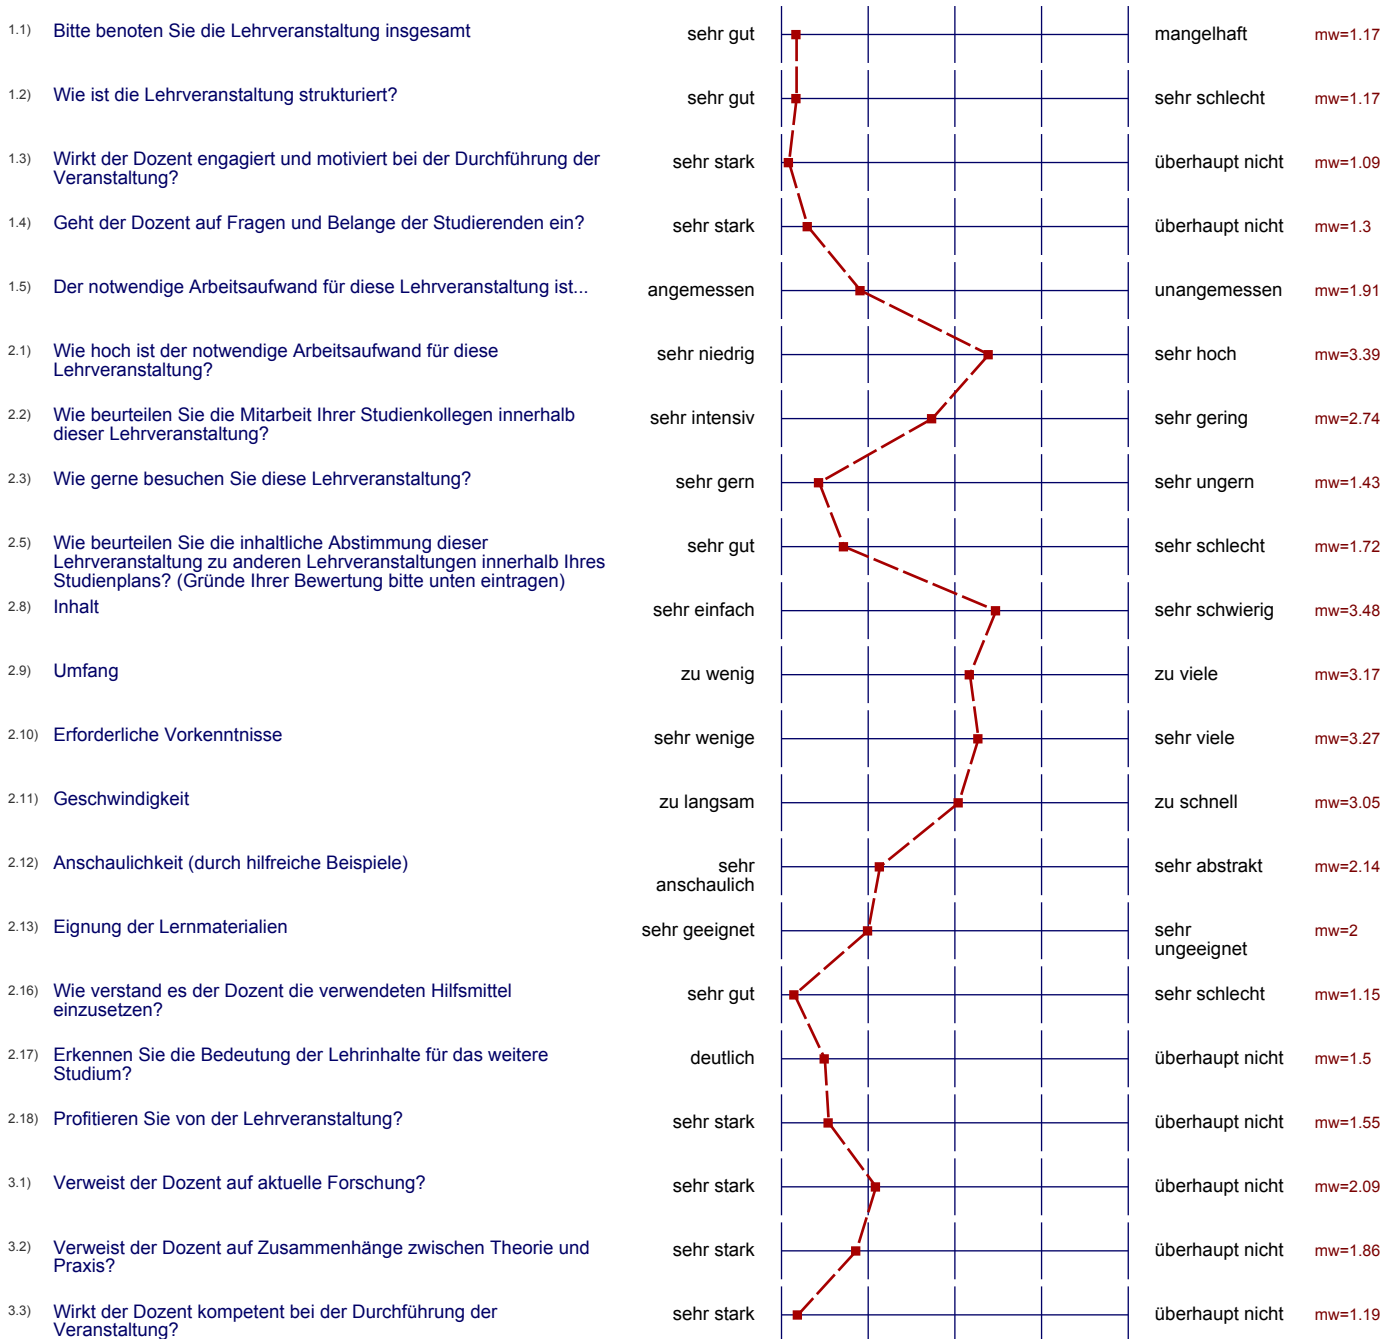 1.1) Bitte benoten Sie die Lehrveranstaltung insgesamt sehr gut mangelhaft mw=1.17
1.2) Wie ist die Lehrveranstaltung strukturiert? sehr gut sehr schlecht mw=1.17
1.3) Wirkt der Dozent engagiert und motiviert bei der Durchführung der
Veranstaltung? sehr stark überhaupt nicht mw=1.09
1.4) Geht der Dozent auf Fragen und Belange der Studierenden ein? sehr stark überhaupt nicht mw=1.3
1.5) Der notwendige Arbeitsaufwand für diese Lehrveranstaltung ist... angemessen unangemessen mw=1.91
2.1) Wie hoch ist der notwendige Arbeitsaufwand für diese
Lehrveranstaltung? sehr niedrig sehr hoch mw=3.39
2.2) Wie beurteilen Sie die Mitarbeit Ihrer Studienkollegen innerhalb
dieser Lehrveranstaltung? sehr intensiv sehr gering mw=2.74
2.3) Wie gerne besuchen Sie diese Lehrveranstaltung? sehr gern sehr ungern mw=1.43
2.5) Wie beurteilen Sie die inhaltliche Abstimmung dieser
Lehrveranstaltung zu anderen Lehrveranstaltungen innerhalb Ihres
Studienplans? (Gründe Ihrer Bewertung bitte unten eintragen) sehr gut sehr schlecht mw=1.72
2.8) Inhalt sehr einfach sehr schwierig mw=3.48
2.9) Umfang zu wenig zu viele mw=3.17
2.10) Erforderliche Vorkenntnisse sehr wenige sehr viele mw=3.27
2.11) Geschwindigkeit zu langsam zu schnell mw=3.05
2.12) Anschaulichkeit (durch hilfreiche Beispiele) sehr
anschaulich sehr abstrakt mw=2.14
2.13) Eignung der Lernmaterialien sehr geeignet sehr
ungeeignet mw=2
2.16) Wie verstand es der Dozent die verwendeten Hilfsmittel
einzusetzen? sehr gut sehr schlecht mw=1.15
2.17) Erkennen Sie die Bedeutung der Lehrinhalte für das weitere
Studium? deutlich überhaupt nicht mw=1.5
2.18) Profitieren Sie von der Lehrveranstaltung? sehr stark überhaupt nicht mw=1.55
3.1) Verweist der Dozent auf aktuelle Forschung? sehr stark überhaupt nicht mw=2.09
3.2) Verweist der Dozent auf Zusammenhänge zwischen Theorie und
Praxis? sehr stark überhaupt nicht mw=1.86
3.3) Wirkt der Dozent kompetent bei der Durchführung der
Veranstaltung? sehr stark überhaupt nicht mw=1.19